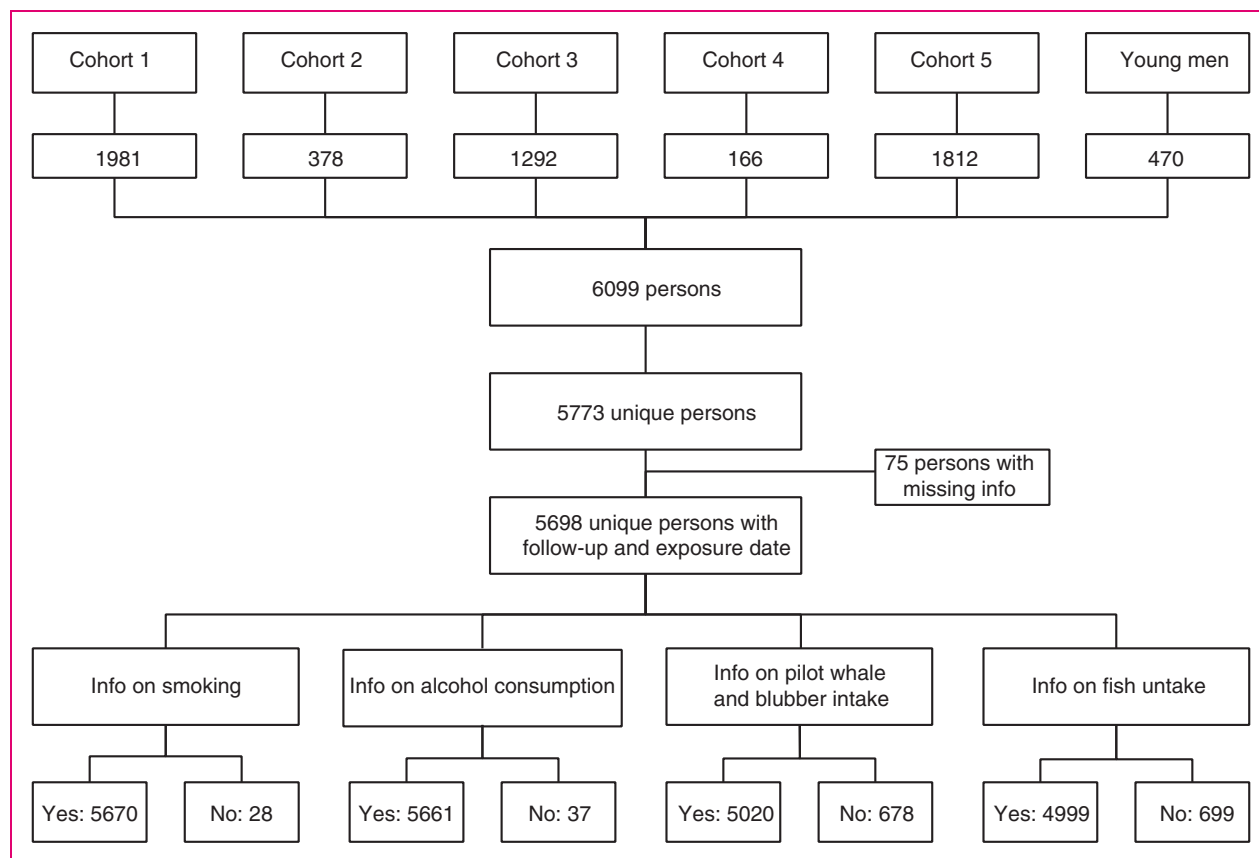 Cohort 1
Cohort 2
Cohort 3
Cohort 4
Cohort 5
Young men
1981
378
1292
166
1812
470
6099 persons
5773 unique persons
75 persons with
missing info
5698 unique persons with
follow-up and exposure date
Info on smoking
Info on alcohol consumption
Info on pilot whale
and blubber intake
Info on fish untake
Yes: 5670
No: 28
Yes: 5661
No: 37
Yes: 5020
No: 678
Yes: 4999
No: 699